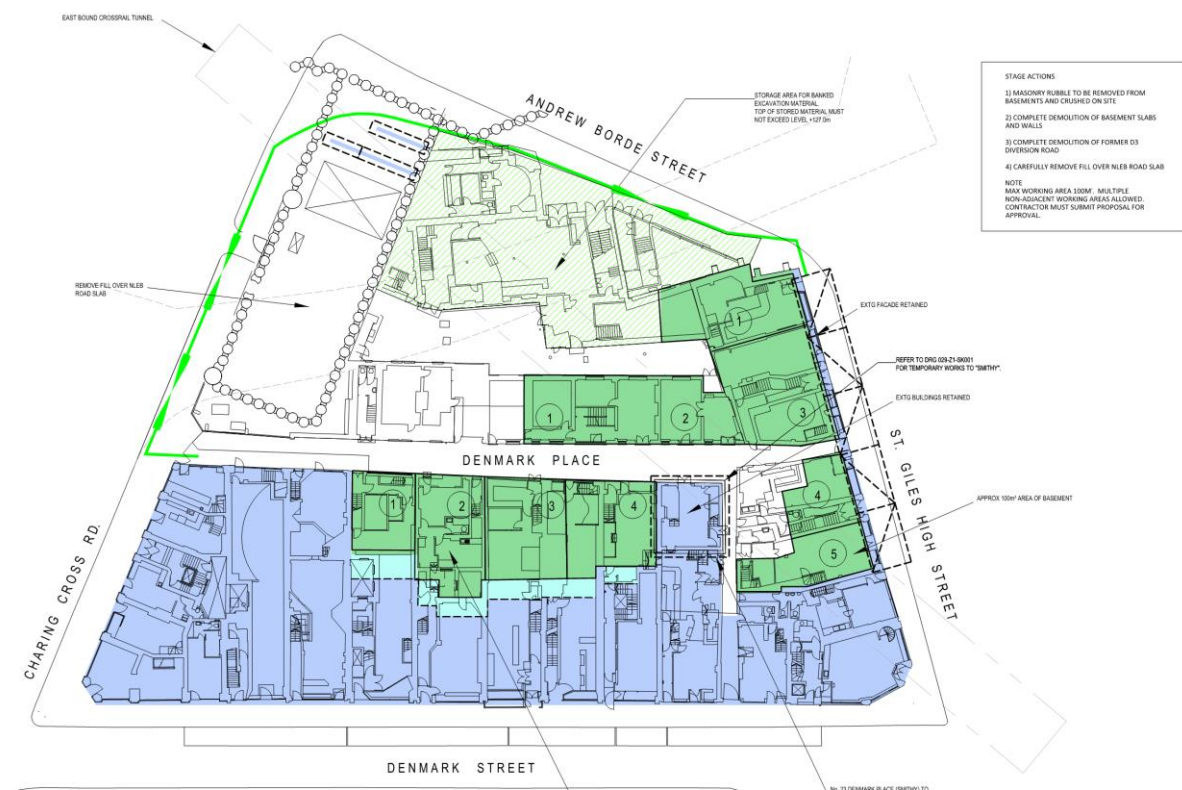 EAST BOUND CROSSRAIL TUNNEL
ANDREW BORDE STREET
STORAGE AREA FOR BANKED
EXCAVATION MATERIAL.
TOP OF STORED MATERIAL MUST
NOT EXCEED LEVEL +127.0m
STAGE ACTIONS
1) MASONRY RUBBLE TO BE REMOVED FROM
BASEMENTS AND CRUSHED ON SITE
2) COMPLETE DEMOLITION OF BASEMENT SLABS
AND WALLS
3) COMPLETE DEMOLITION OF FORMER D3
DIVERSION ROAD
4) CAREFULLY REMOVE FILL OVER NLEB ROAD SLAB
NOTE
MAX WORKING AREA 100M². MULTIPLE
NON-ADJACENT WORKING AREAS ALLOWED.
CONTRACTOR MUST SUBMIT PROPOSAL FOR
APPROVAL.
REMOVE FILL OVER NLEB
ROAD SLAB
EXTG FACADE RETAINED
REFER TO DRG 029-Z1-SK001
FOR TEMPORARY WORKS TO "SMITHY".
EXTG BUILDINGS RETAINED
1
3
1
2
DENMARK PLACE
ST. GILES HIGH STREET
APPROX 100m² AREA OF BASEMENT
1
2
3
4
4
5
CHARING CROSS RD.
DENMARK STREET
No. 23 DENMARK PLACE (SMITHY) TO